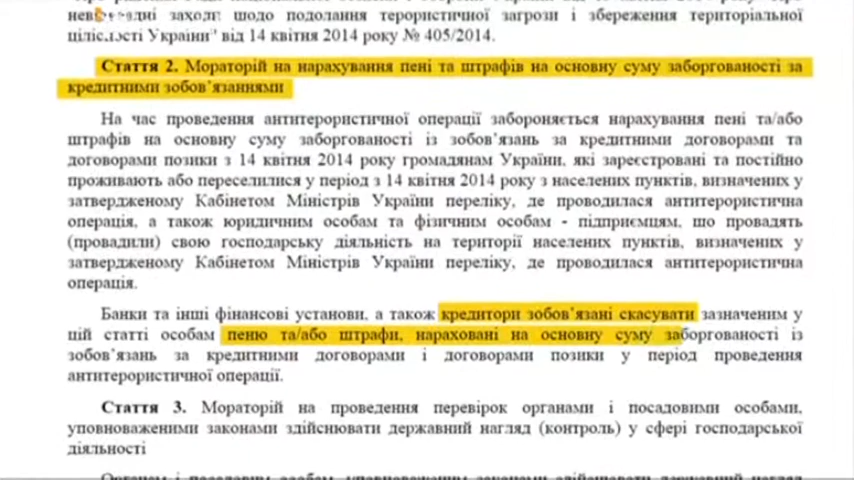 заходи щодо подолання терористичної загрози і збереження територіальної
України" від 14 квітня 2014 року № 405/2014.
Стаття 2. Мораторій на нарахування пені та штрафів на основну суму заборгованості за
кредитними зобов'язаннями
На час проведення антитерористичної операції забороняється нарахування пені та/або
штрафів на основну суму заборгованості із зобов'язань за кредитними договорами та
договорами позики з 14 квітня 2014 року громадянам України, які зареєстровані та постійно
проживають або переселилися у період з 14 квітня 2014 року з населених пунктів, визначених у
затвердженому Кабінетом Міністрів України переліку, де проводилася антитерористична
операція, а також юридичним особам та фізичним особам - підприємцям, що провадять
(провадили) свою господарську діяльність на території населених пунктів, визначених у
затвердженому Кабінетом Міністрів України переліку, де проводилася антитерористична
операція.
Банки та інші фінансові установи, а також кредитори зобов'язані скасувати зазначеним у
цій статті особам пеню та/або штрафи, нараховані на основну суму заборгованості із
зобов'язань за кредитними договорами і договорами позики у період проведення
антитерористичної операції.
Стаття 3. Мораторій на проведення перевірок органами і посадовими особами,
уповноваженими законами здійснювати державний нагляд (контроль) у сфері господарської
діяльності